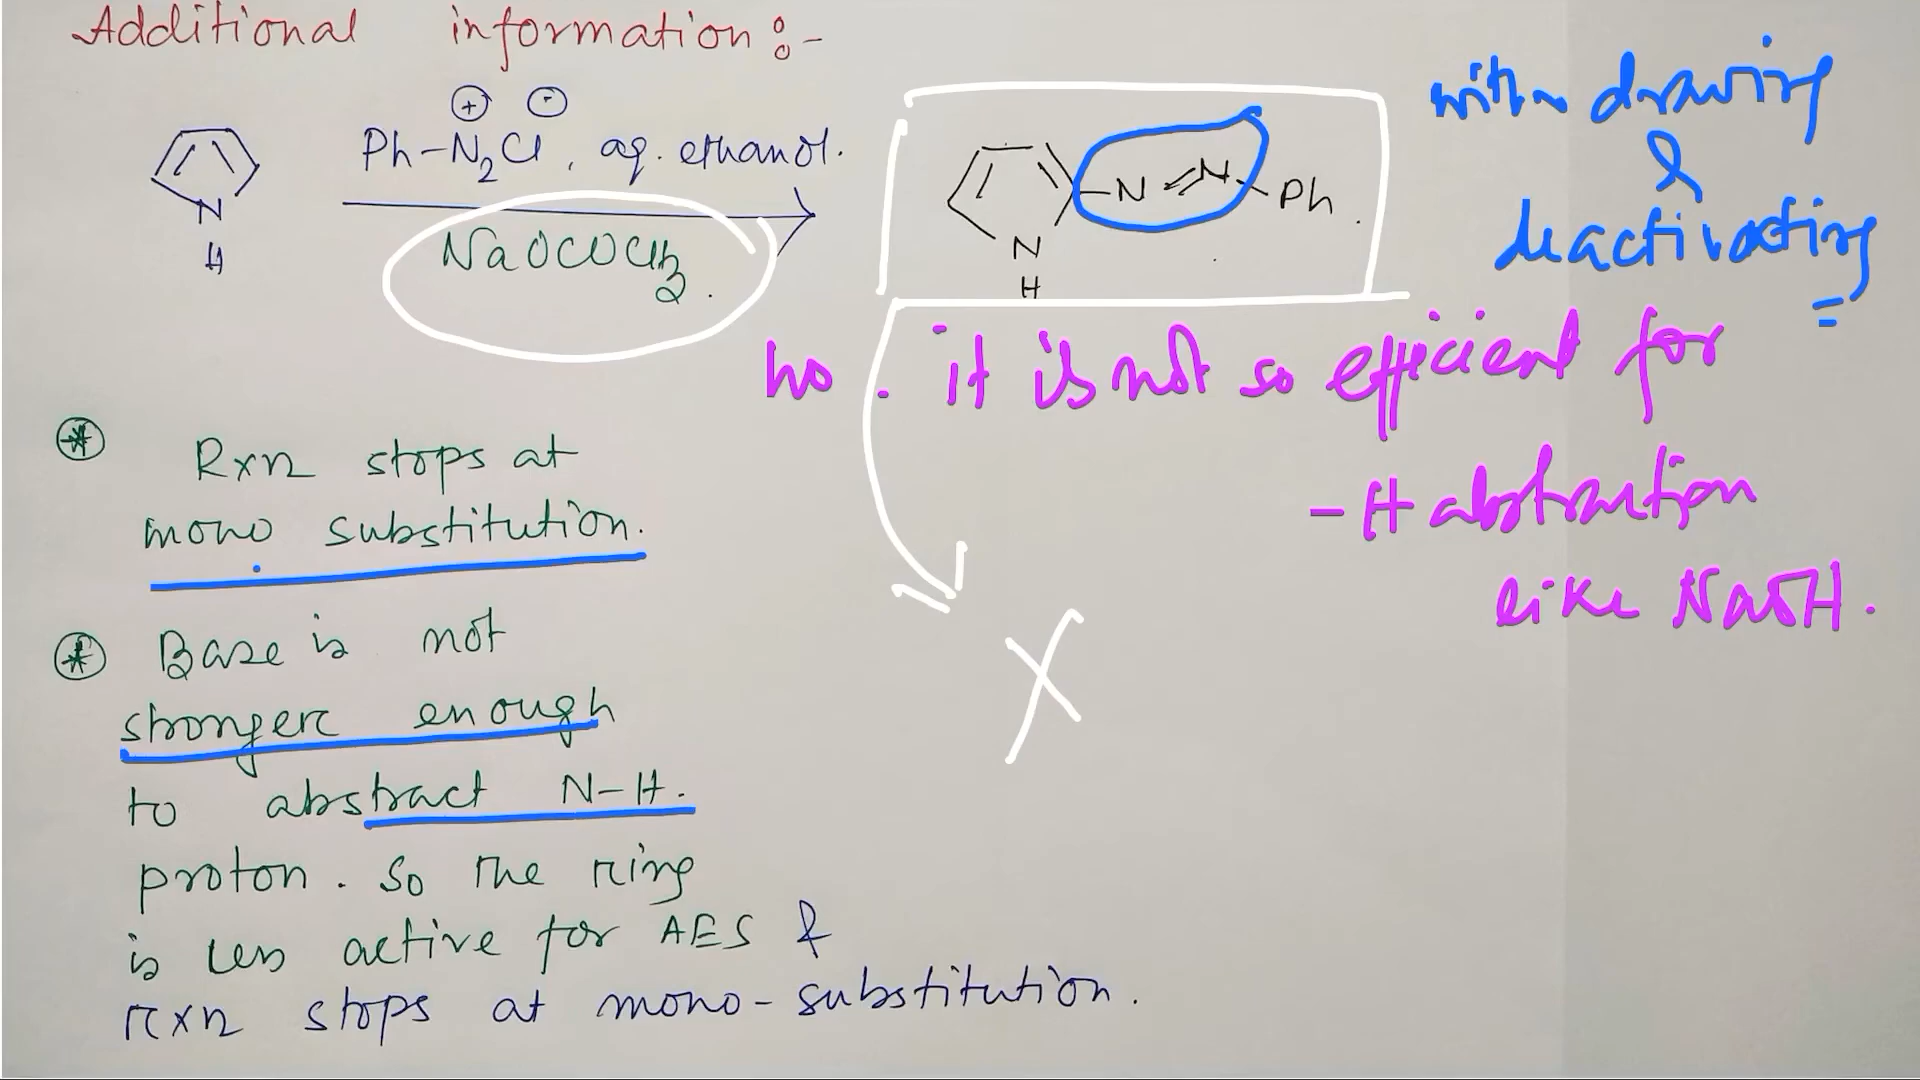 Additional information :-
⊕ ⊖
Ph-N2Cl, aq. ethanol.
NaOCOCH3.
N
H
-N=N-Ph.
N
H
with drawing
&
deactivating
no. it is not so efficient for
-H abstraction
like NaOH.
* Rxn stops at
mono substitution.
* Base is not
stronger enough
to abstract N-H.
proton. So the ring
is less active for AES &
rxn stops at mono-substitution.